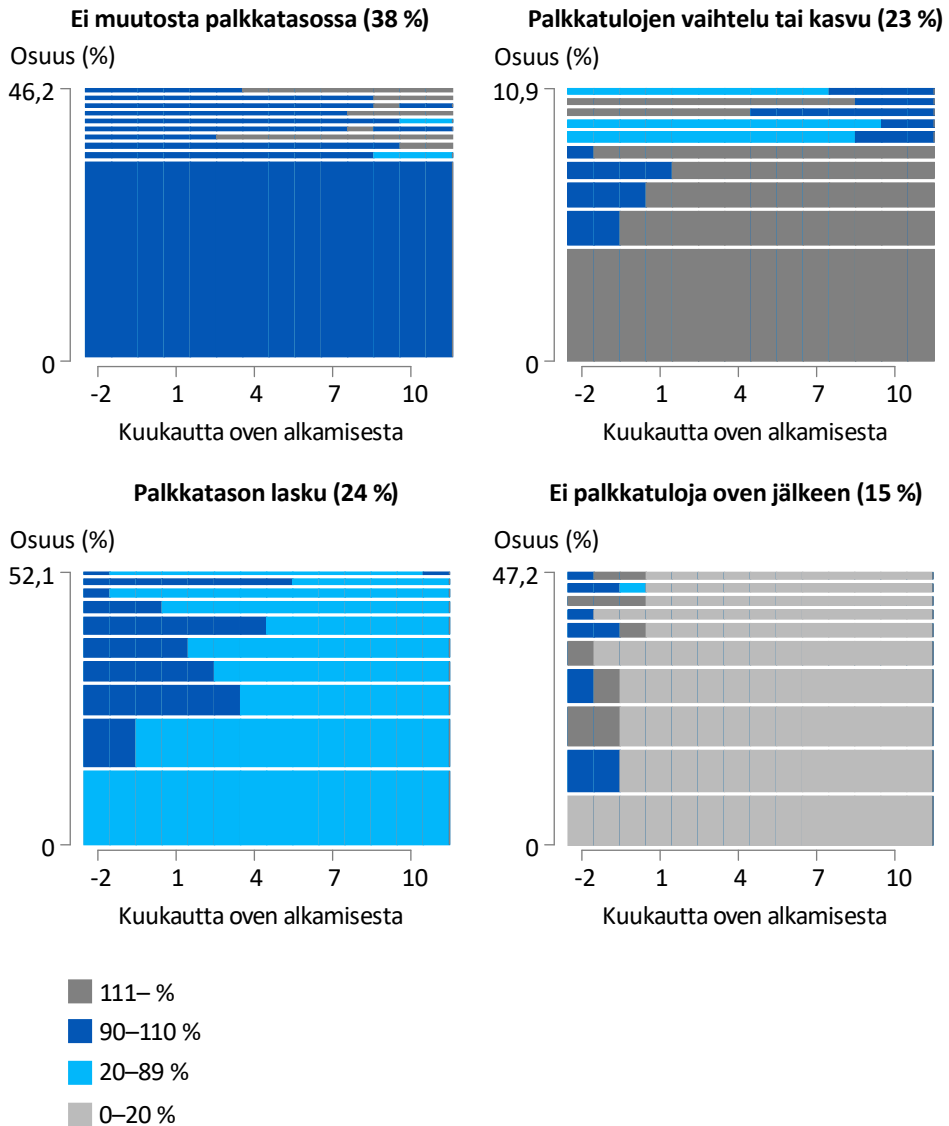 Ei muutosta palkkatasossa (38 %)
Osuus (%)
46,2
0
-2 1 4 7 10
Kuukautta oven alkamisesta
Palkkatulojen vaihtelu tai kasvu (23 %)
Osuus (%)
10,9
0
-2 1 4 7 10
Kuukautta oven alkamisesta
Palkkatason lasku (24 %)
Osuus (%)
52,1
0
-2 1 4 7 10
Kuukautta oven alkamisesta
Ei palkkatuloja oven jälkeen (15 %)
Osuus (%)
47,2
0
-2 1 4 7 10
Kuukautta oven alkamisesta
111– %
90–110 %
20–89 %
0–20 %